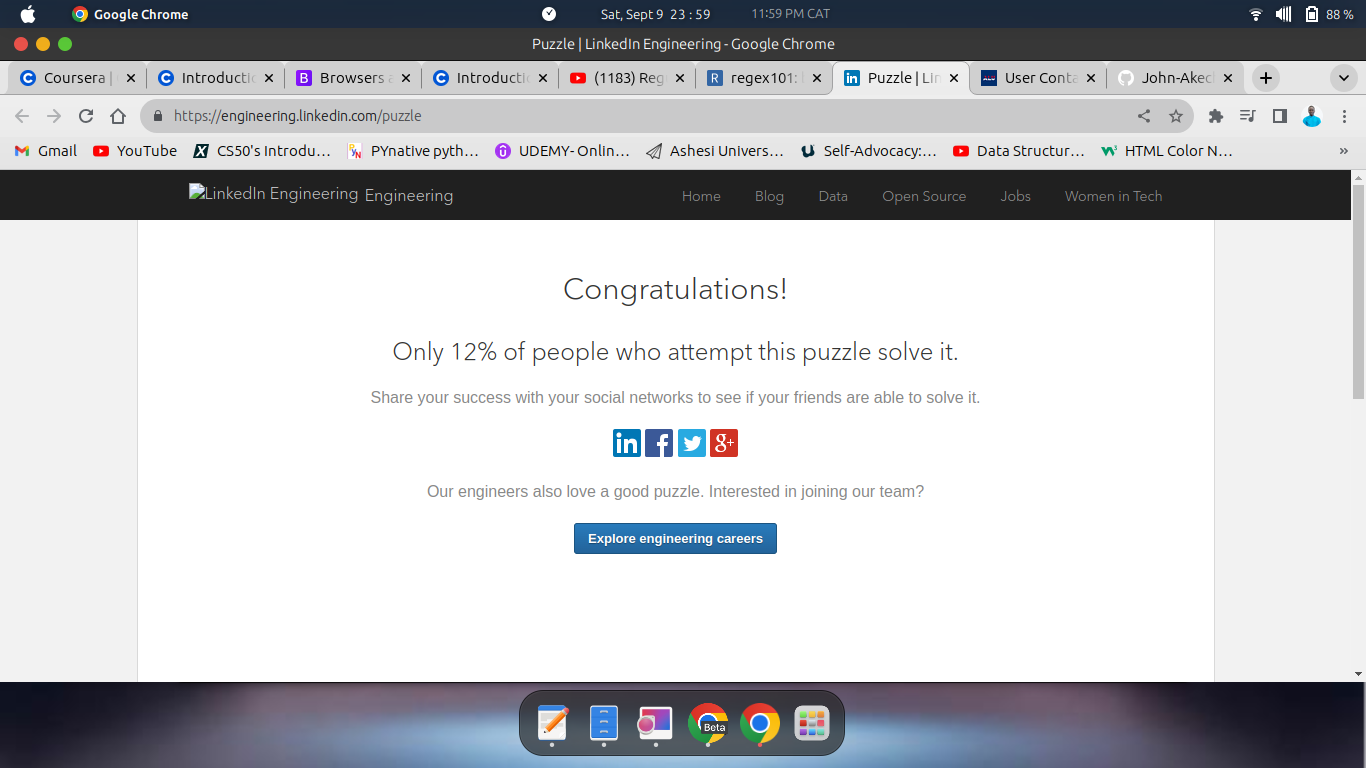 Google Chrome Sat, Sept 9 23 : 59 11:59 PM CAT 88 %
Puzzle | LinkedIn Engineering - Google Chrome
Coursera | Introductio Browsers a Introductio (1183) Reg regex101: Puzzle | Lin User Conta John-Akec
https://engineering.linkedin.com/puzzle
Gmail YouTube CS50's Introdu… PYnative pyth… UDEMY- Onlin… Ashesi Univers… Self-Advocacy:… Data Structur… HTML Color N… »
LinkedIn Engineering Engineering Home Blog Data Open Source Jobs Women in Tech
Congratulations!
Only 12% of people who attempt this puzzle solve it.
Share your success with your social networks to see if your friends are able to solve it.
in f g+
Our engineers also love a good puzzle. Interested in joining our team?
Explore engineering careers
Beta